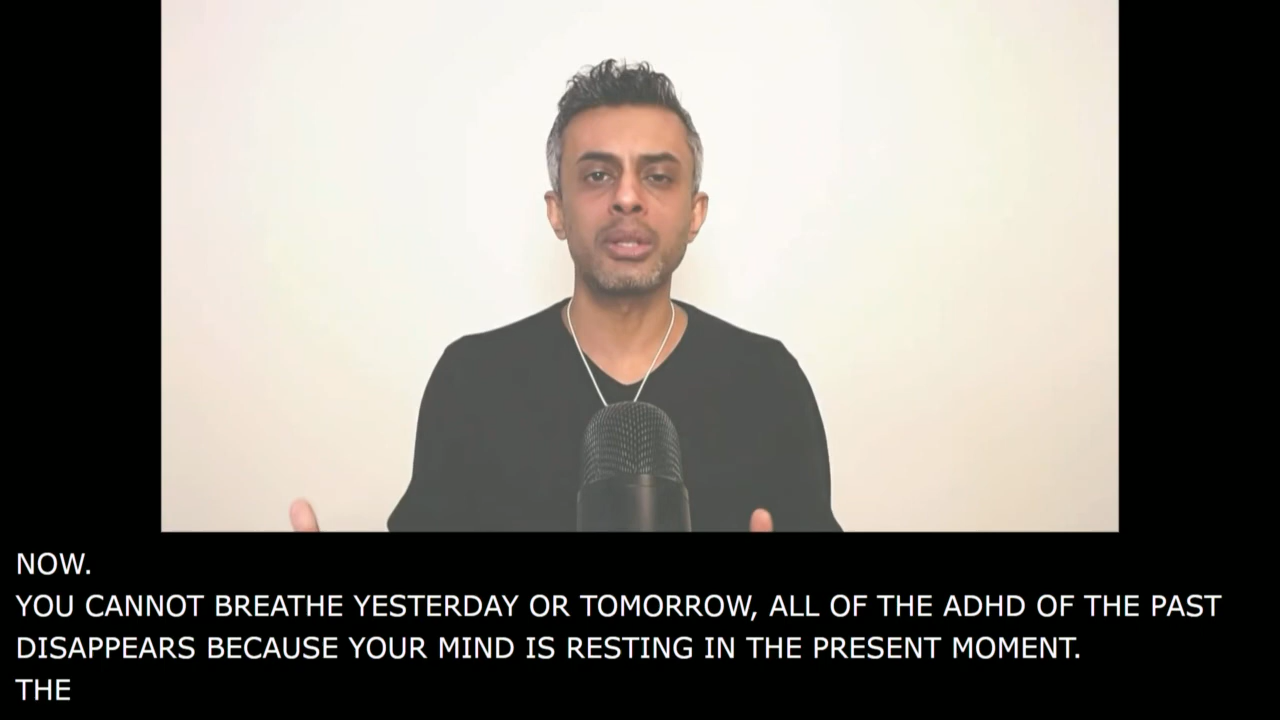 NOW.
YOU CANNOT BREATHE YESTERDAY OR TOMORROW, ALL OF THE ADHD OF THE PAST
DISAPPEARS BECAUSE YOUR MIND IS RESTING IN THE PRESENT MOMENT.
THE